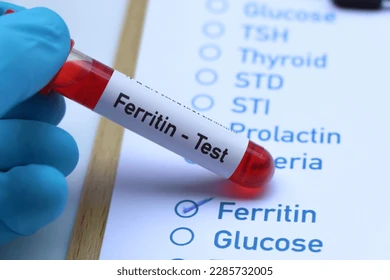 Glucose
TSH
Thyroid
STD
STI
Prolactin
eria
Ferritin - Test
Ferritin
Glucose
shutterstock.com · 2285732005